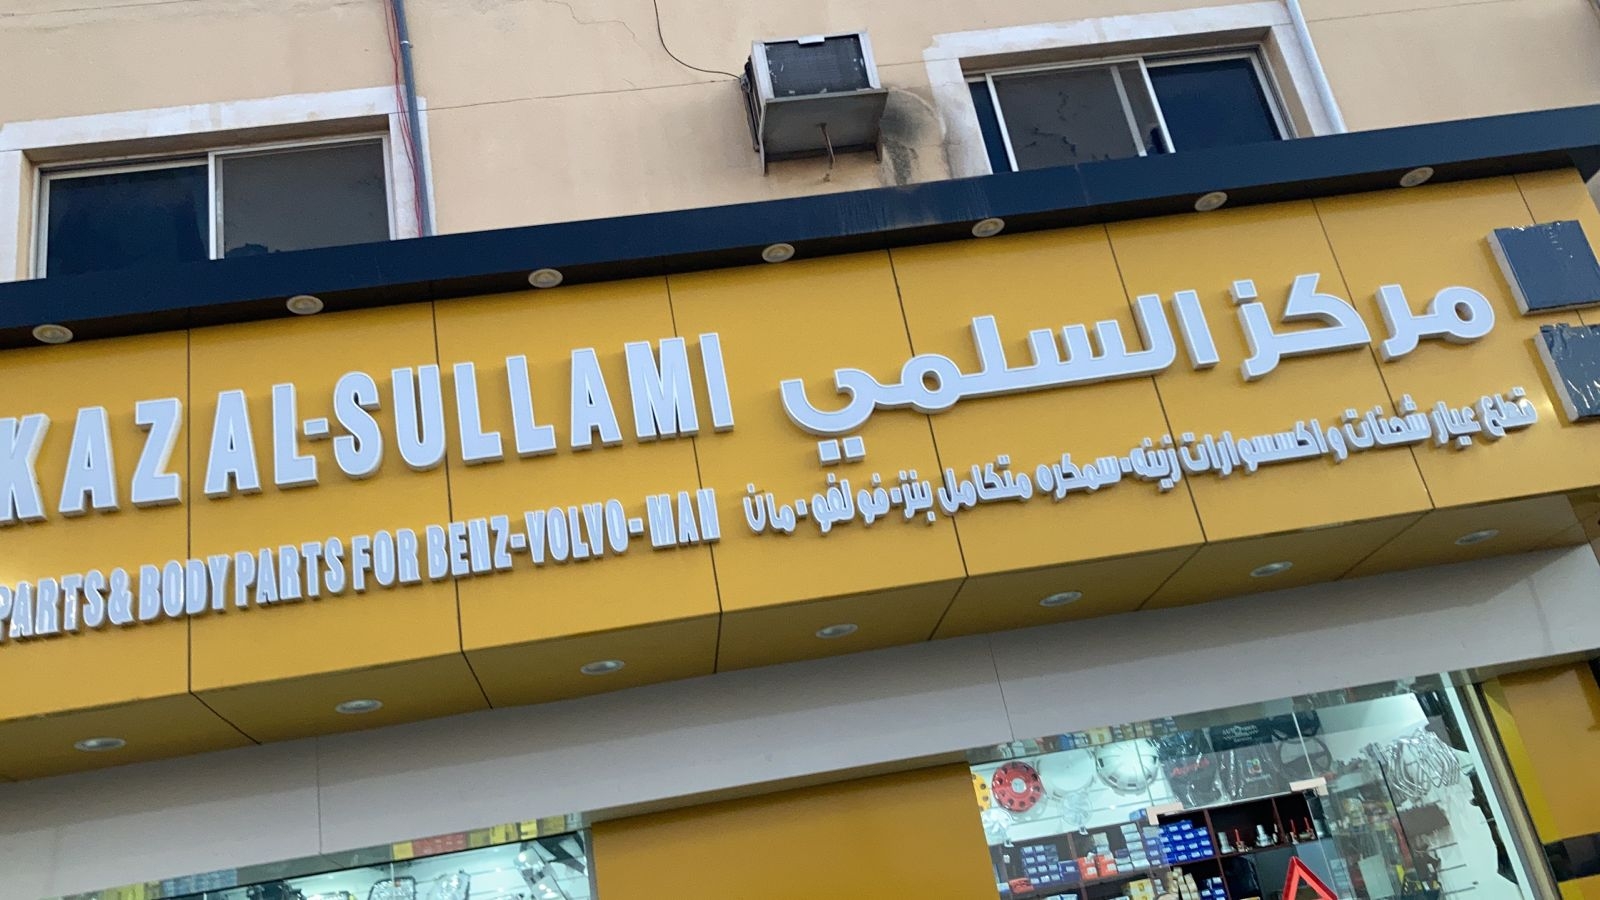 KAZ AL-SULLAMI
مركز السلمي
PARTS & BODY PARTS FOR BENZ-VOLVO-MAN
قطع غيار شحنات و اكسسوارات زينه-سمكره متكامل بنز-فولفو-مان